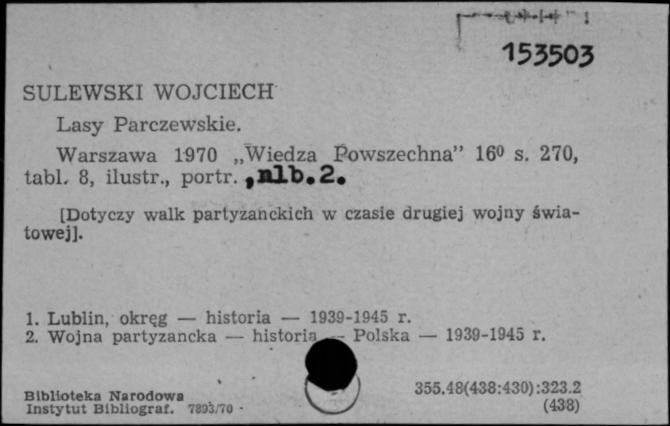 153503
SULEWSKI WOJCIECH
Lasy Parczewskie.
Warszawa 1970 „Wiedza Powszechna” 16⁰ s. 270,
tabl. 8, ilustr., portr. , nlb. 2.
[Dotyczy walk partyzanckich w czasie drugiej wojny świa-
towej].
1. Lublin, okręg — historia — 1939-1945 r.
2. Wojna partyzancka — historia — Polska — 1939-1945 r.
355.48(438:430):323.2
(438)
Biblioteka Narodowa
Instytut Bibliograf. 7893/70